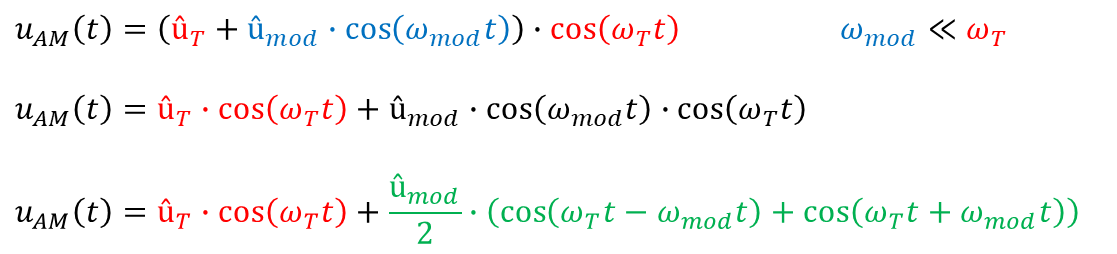 u_AM(t) = (û_T + û_mod · cos(ω_mod t)) · cos(ω_T t) ω_mod ≪ ω_T
u_AM(t) = û_T · cos(ω_T t) + û_mod · cos(ω_mod t) · cos(ω_T t)
u_AM(t) = û_T · cos(ω_T t) + û_mod/2 · (cos(ω_T t − ω_mod t) + cos(ω_T t + ω_mod t))